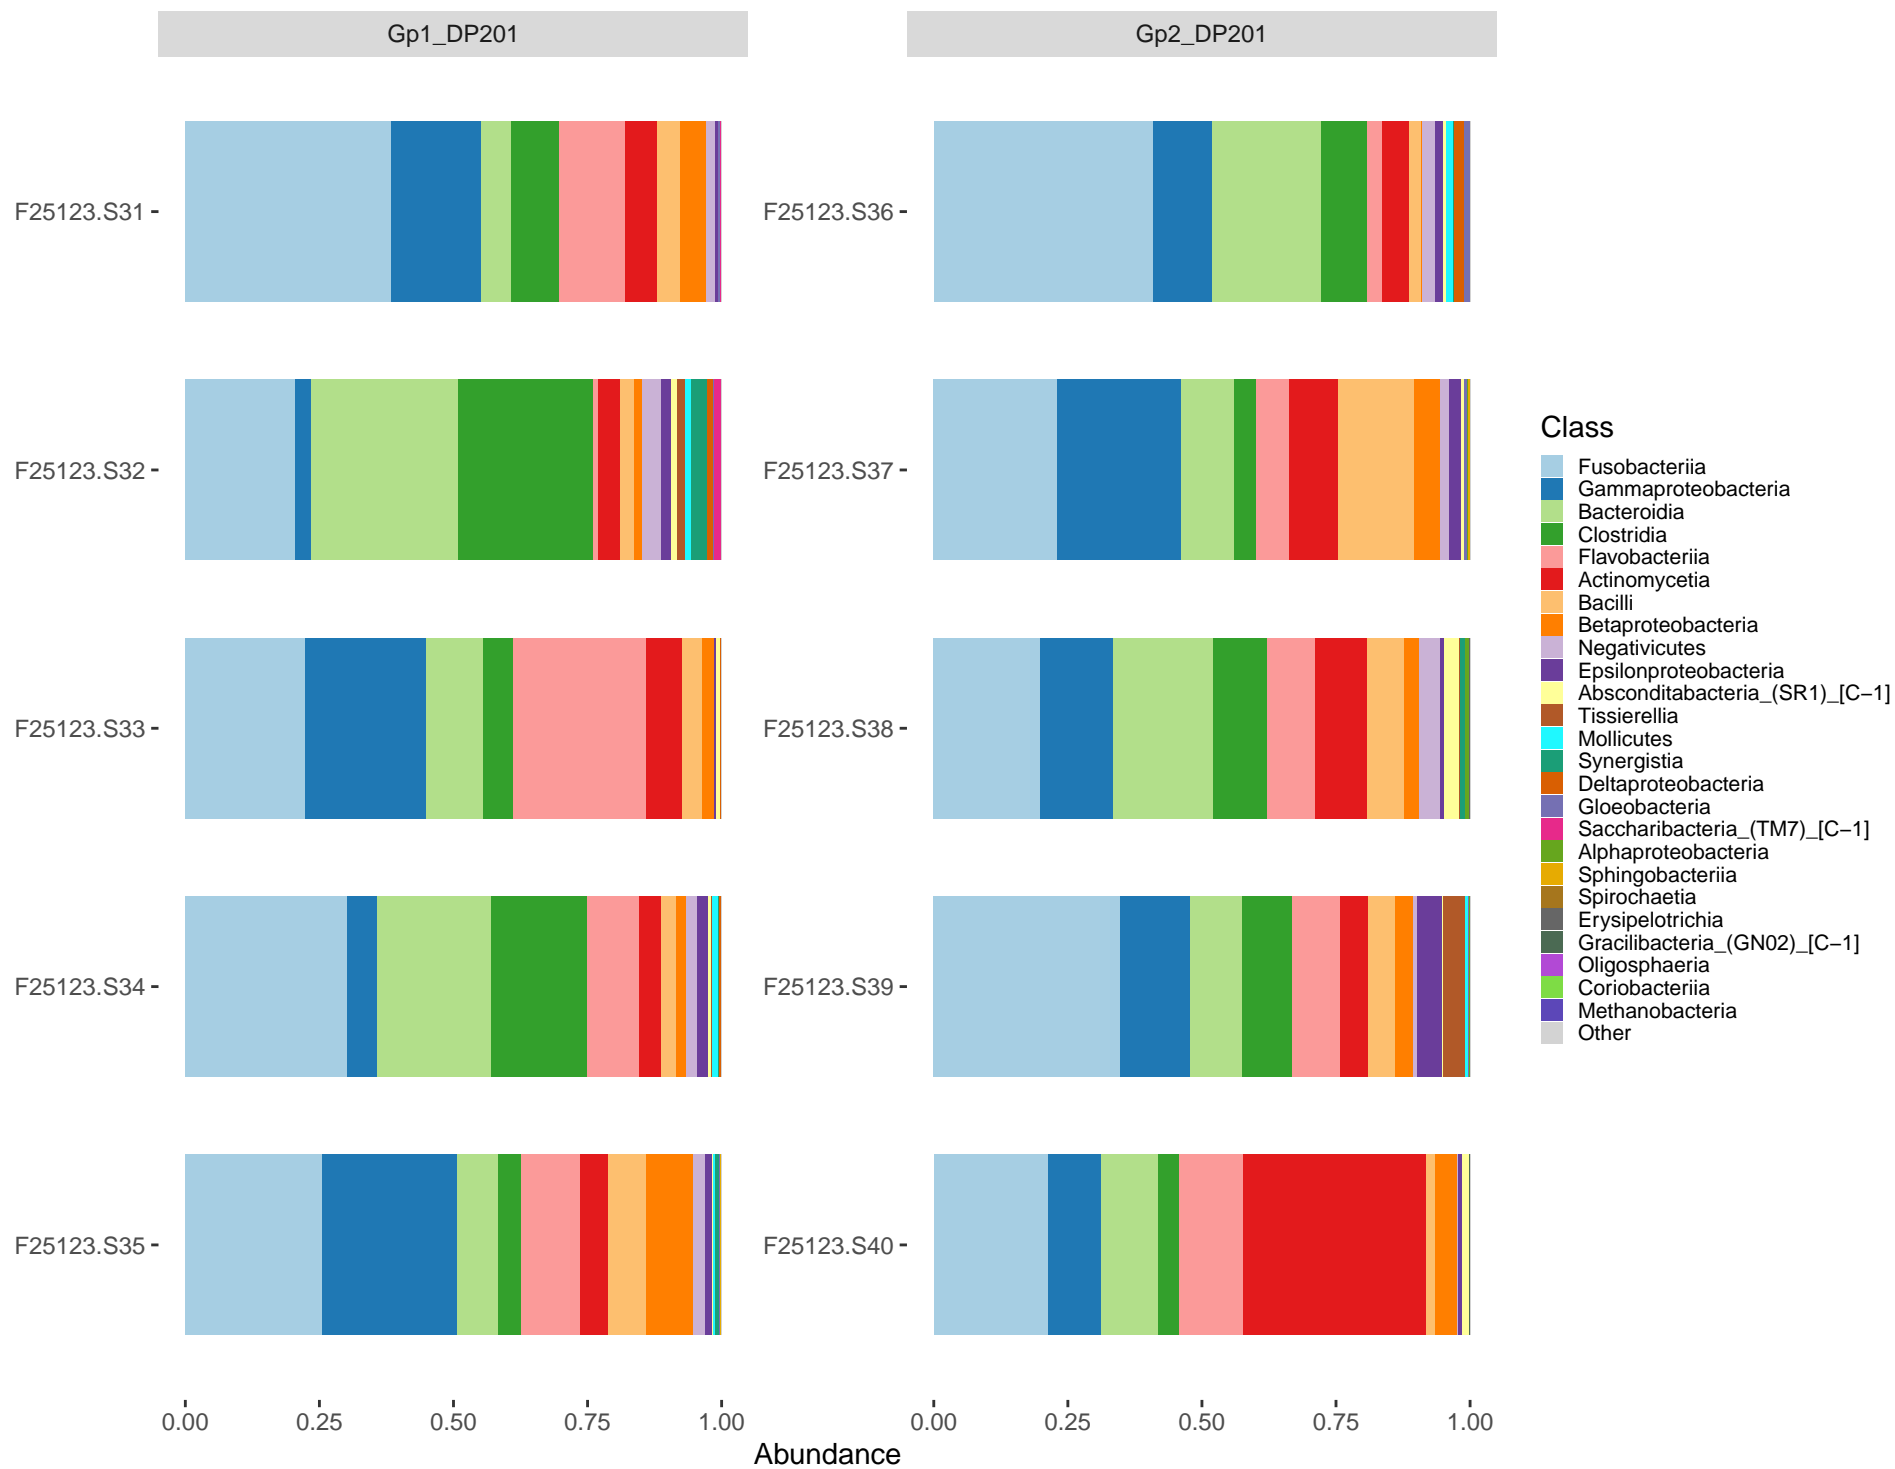 Gp1_DP201
Gp2_DP201
F25123.S31
F25123.S36
F25123.S32
F25123.S37
F25123.S33
F25123.S38
F25123.S34
F25123.S39
F25123.S35
F25123.S40
0.00 0.25 0.50 0.75 1.00
0.00 0.25 0.50 0.75 1.00
Abundance
Class
Fusobacteriia
Gammaproteobacteria
Bacteroidia
Clostridia
Flavobacteriia
Actinomycetia
Bacilli
Betaproteobacteria
Negativicutes
Epsilonproteobacteria
Absconditabacteria_(SR1)_[C−1]
Tissierellia
Mollicutes
Synergistia
Deltaproteobacteria
Gloeobacteria
Saccharibacteria_(TM7)_[C−1]
Alphaproteobacteria
Sphingobacteriia
Spirochaetia
Erysipelotrichia
Gracilibacteria_(GN02)_[C−1]
Oligosphaeria
Coriobacteriia
Methanobacteria
Other